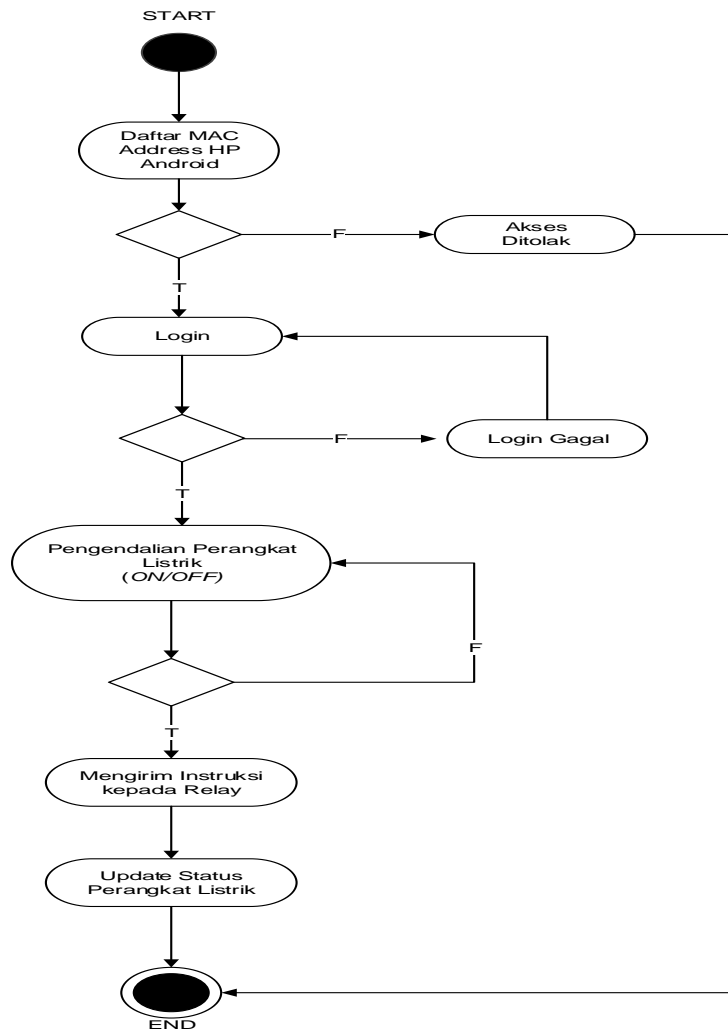 START
Daftar MAC
Address HP
Android
F
Akses
Ditolak
T
Login
F
Login Gagal
T
Pengendalian Perangkat
Listrik
(ON/OFF)
F
T
Mengirim Instruksi
kepada Relay
Update Status
Perangkat Listrik
END